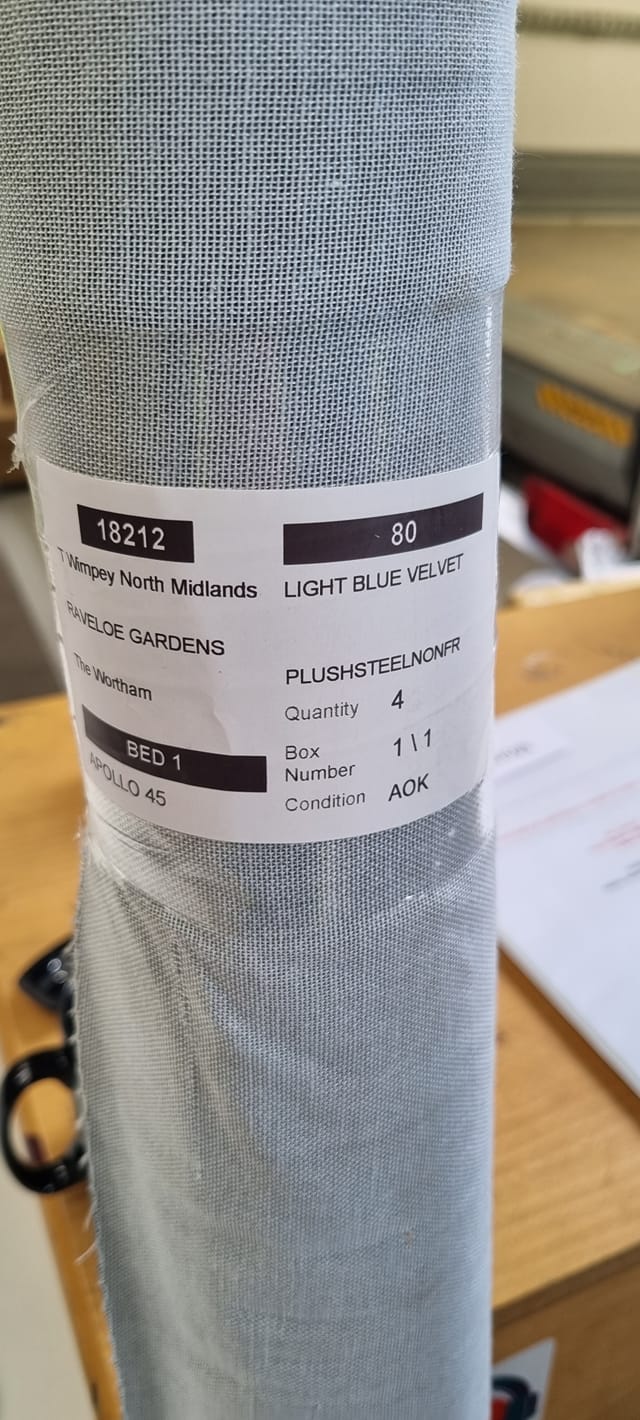 18212
T Wimpey North Midlands
RAVELOE GARDENS
The Wortham
BED 1
APOLLO 45
80
LIGHT BLUE VELVET
PLUSHSTEELNONFR
Quantity 4
Box Number 1 \ 1
Condition AOK